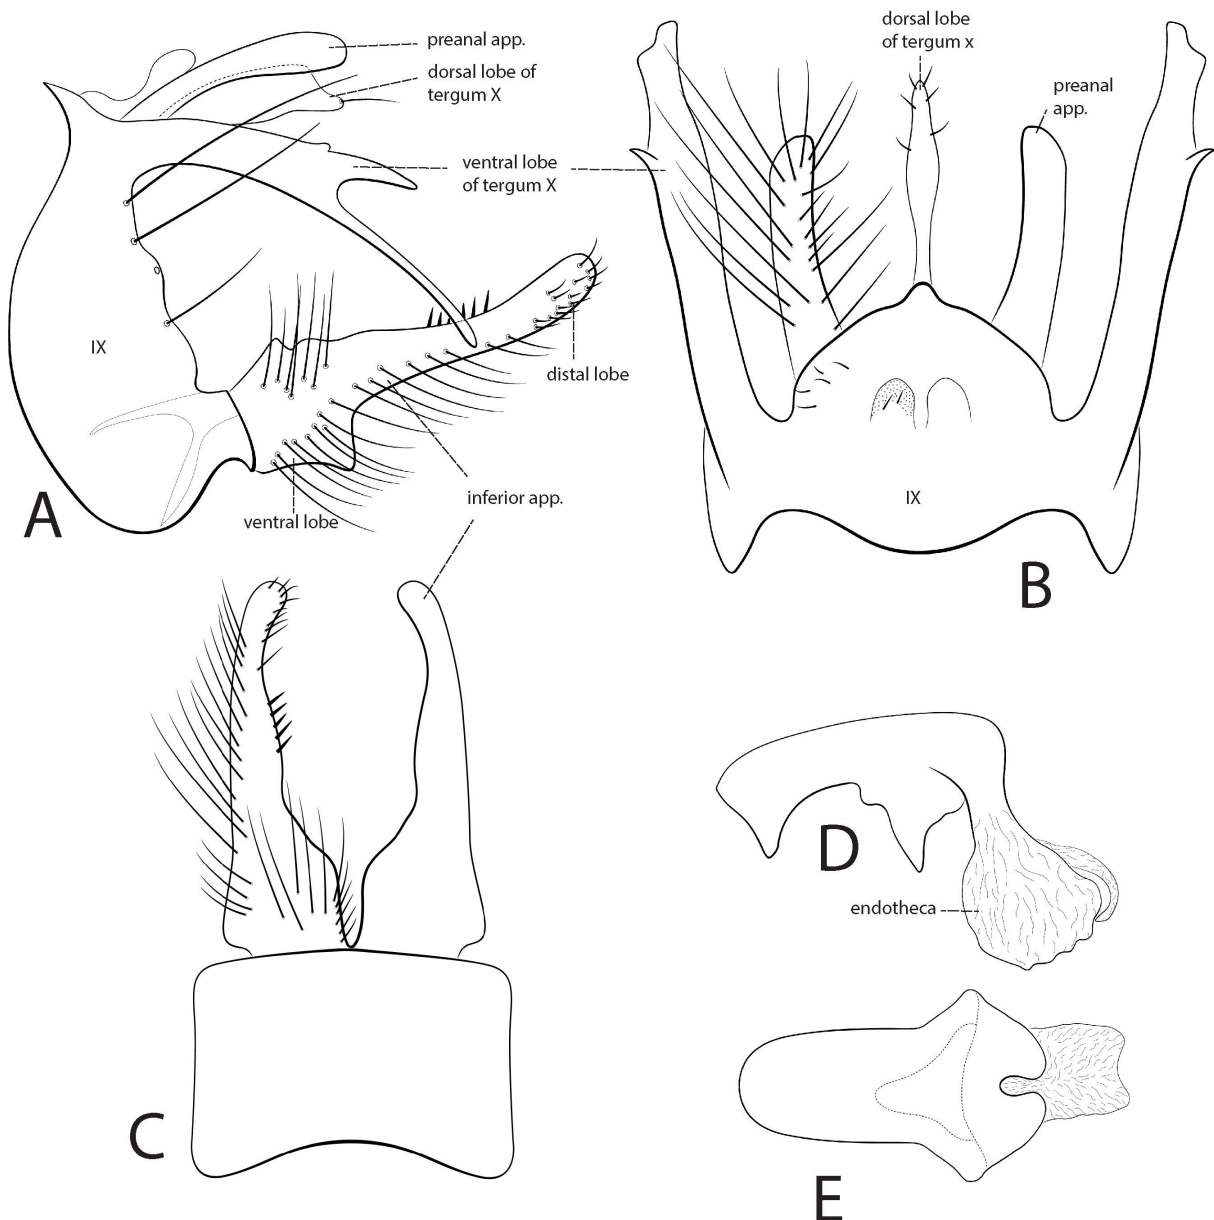 preanal app.
dorsal lobe of
tergum X
ventral lobe
of tergum X
IX
distal lobe
A
ventral lobe
inferior app.
dorsal lobe
of tergum x
preanal
app.
IX
B
C
D
endotheca
E